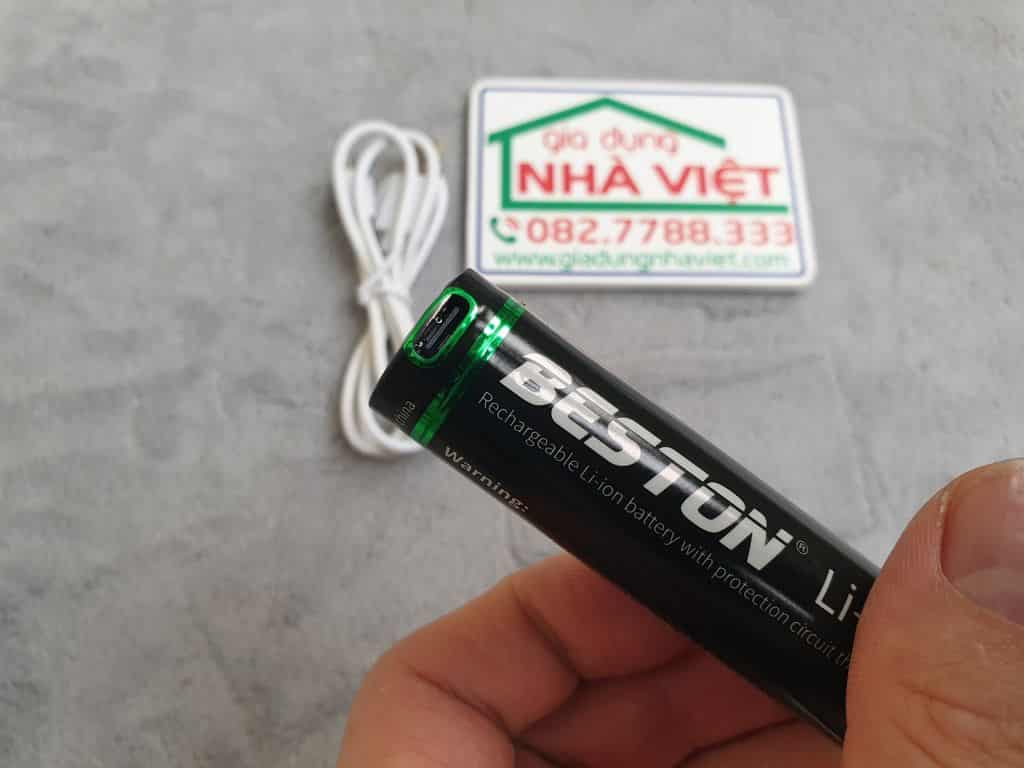 gia dụng
NHÀ VIỆT
082.7788.333
www.giadungnhaviet.com
BESTON®
Li-
Rechargeable Li-ion battery with protection circuit
Warning: